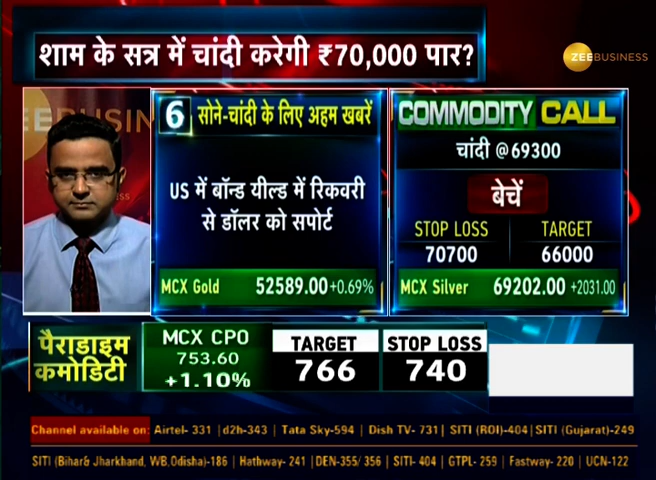 शाम के सत्र में चांदी करेगी ₹70,000 पार?
ZEEBUSINESS
6 सोने-चांदी के लिए अहम खबरें
US में बॉन्ड यील्ड में रिकवरी
से डॉलर को सपोर्ट
MCX Gold 52589.00 +0.69%
COMMODITY CALL
चांदी @ 69300
बेचें
STOP LOSS TARGET
70700 66000
MCX Silver 69202.00 +2031.00
पैराडाइम
कमोडिटी
MCX CPO
753.60
+1.10%
TARGET
766
STOP LOSS
740
Channel available on: Airtel- 331 | d2h-343 | Tata Sky-594 | Dish TV- 731 | SITI (ROI)-404 | SITI (Gujarat)-249
SITI (Bihar& Jharkhand, WB,Odisha)-186 | Hathway- 241 | DEN-355/ 356 | SITI- 404 | GTPL- 259 | Fastway- 220 | UCN-122